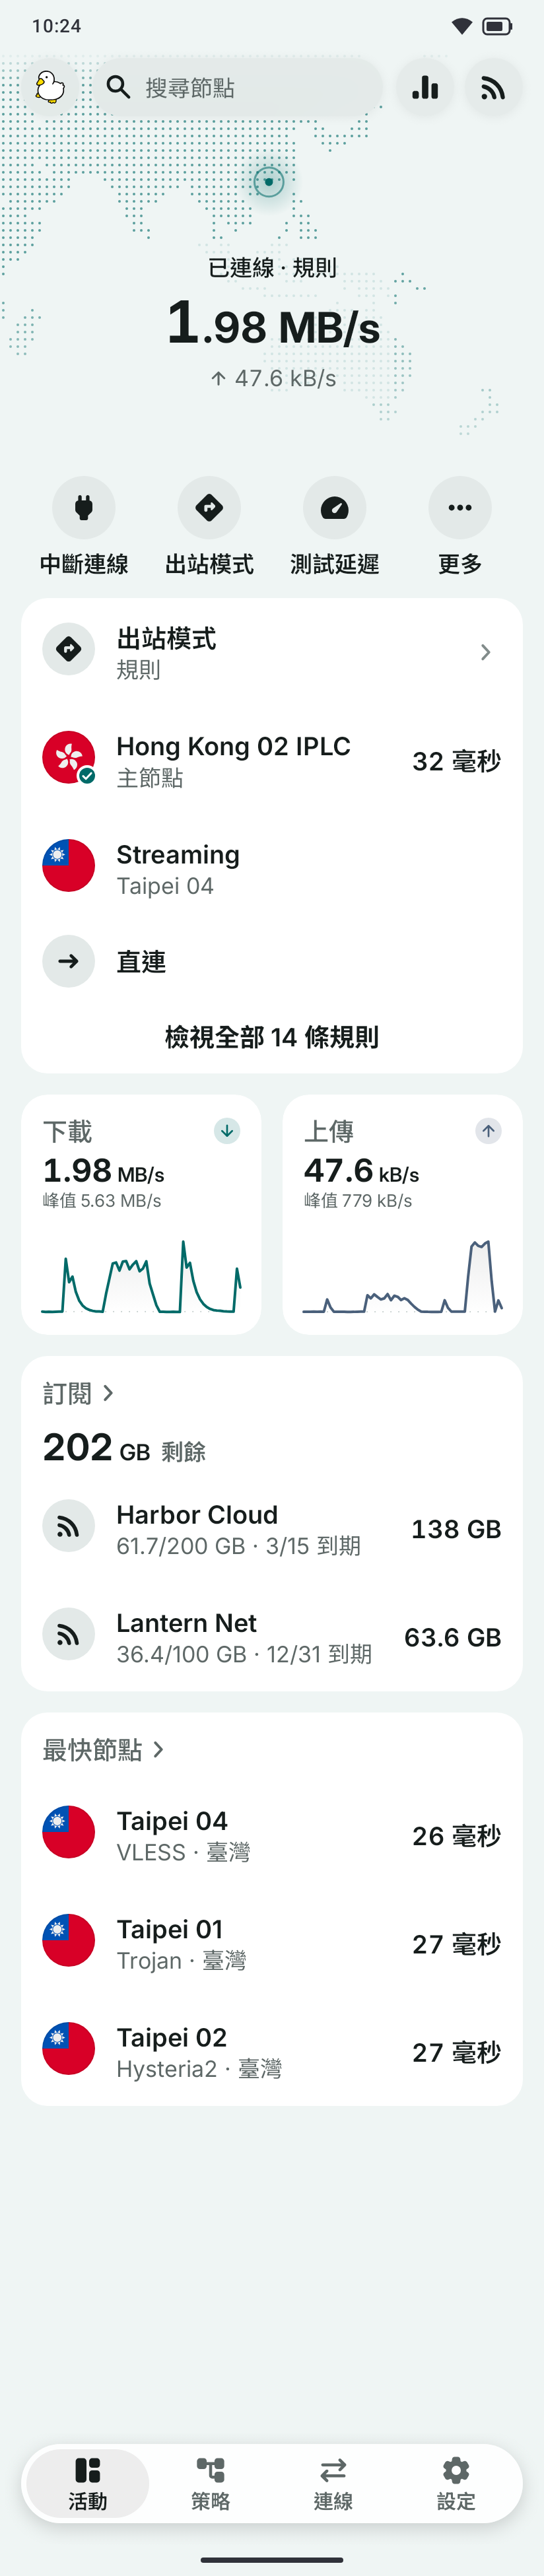 10:24
搜尋節點
已連線 · 規則
1.98 MB/s
↑ 47.6 kB/s
中斷連線
出站模式
測試延遲
更多
出站模式
規則
Hong Kong 02 IPLC
主節點
32 毫秒
Streaming
Taipei 04
直連
檢視全部 14 條規則
下載
1.98 MB/s
峰值 5.63 MB/s
上傳
47.6 kB/s
峰值 779 kB/s
訂閱
202 GB 剩餘
Harbor Cloud
61.7/200 GB · 3/15 到期
138 GB
Lantern Net
36.4/100 GB · 12/31 到期
63.6 GB
最快節點
Taipei 04
VLESS · 臺灣
26 毫秒
Taipei 01
Trojan · 臺灣
27 毫秒
Taipei 02
Hysteria2 · 臺灣
27 毫秒
活動
策略
連線
設定